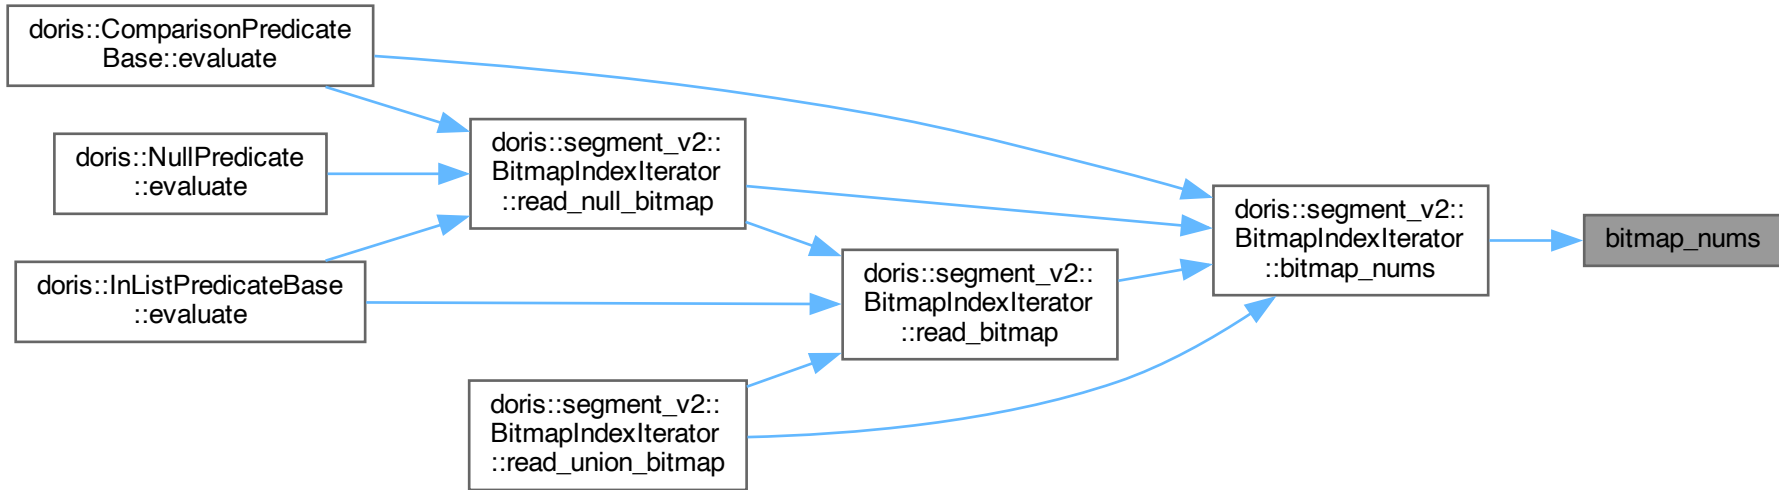 doris::ComparisonPredicate
Base::evaluate
doris::NullPredicate
::evaluate
doris::InListPredicateBase
::evaluate
doris::segment_v2::
BitmapIndexIterator
::read_null_bitmap
doris::segment_v2::
BitmapIndexIterator
::read_union_bitmap
doris::segment_v2::
BitmapIndexIterator
::read_bitmap
doris::segment_v2::
BitmapIndexIterator
::bitmap_nums
bitmap_nums